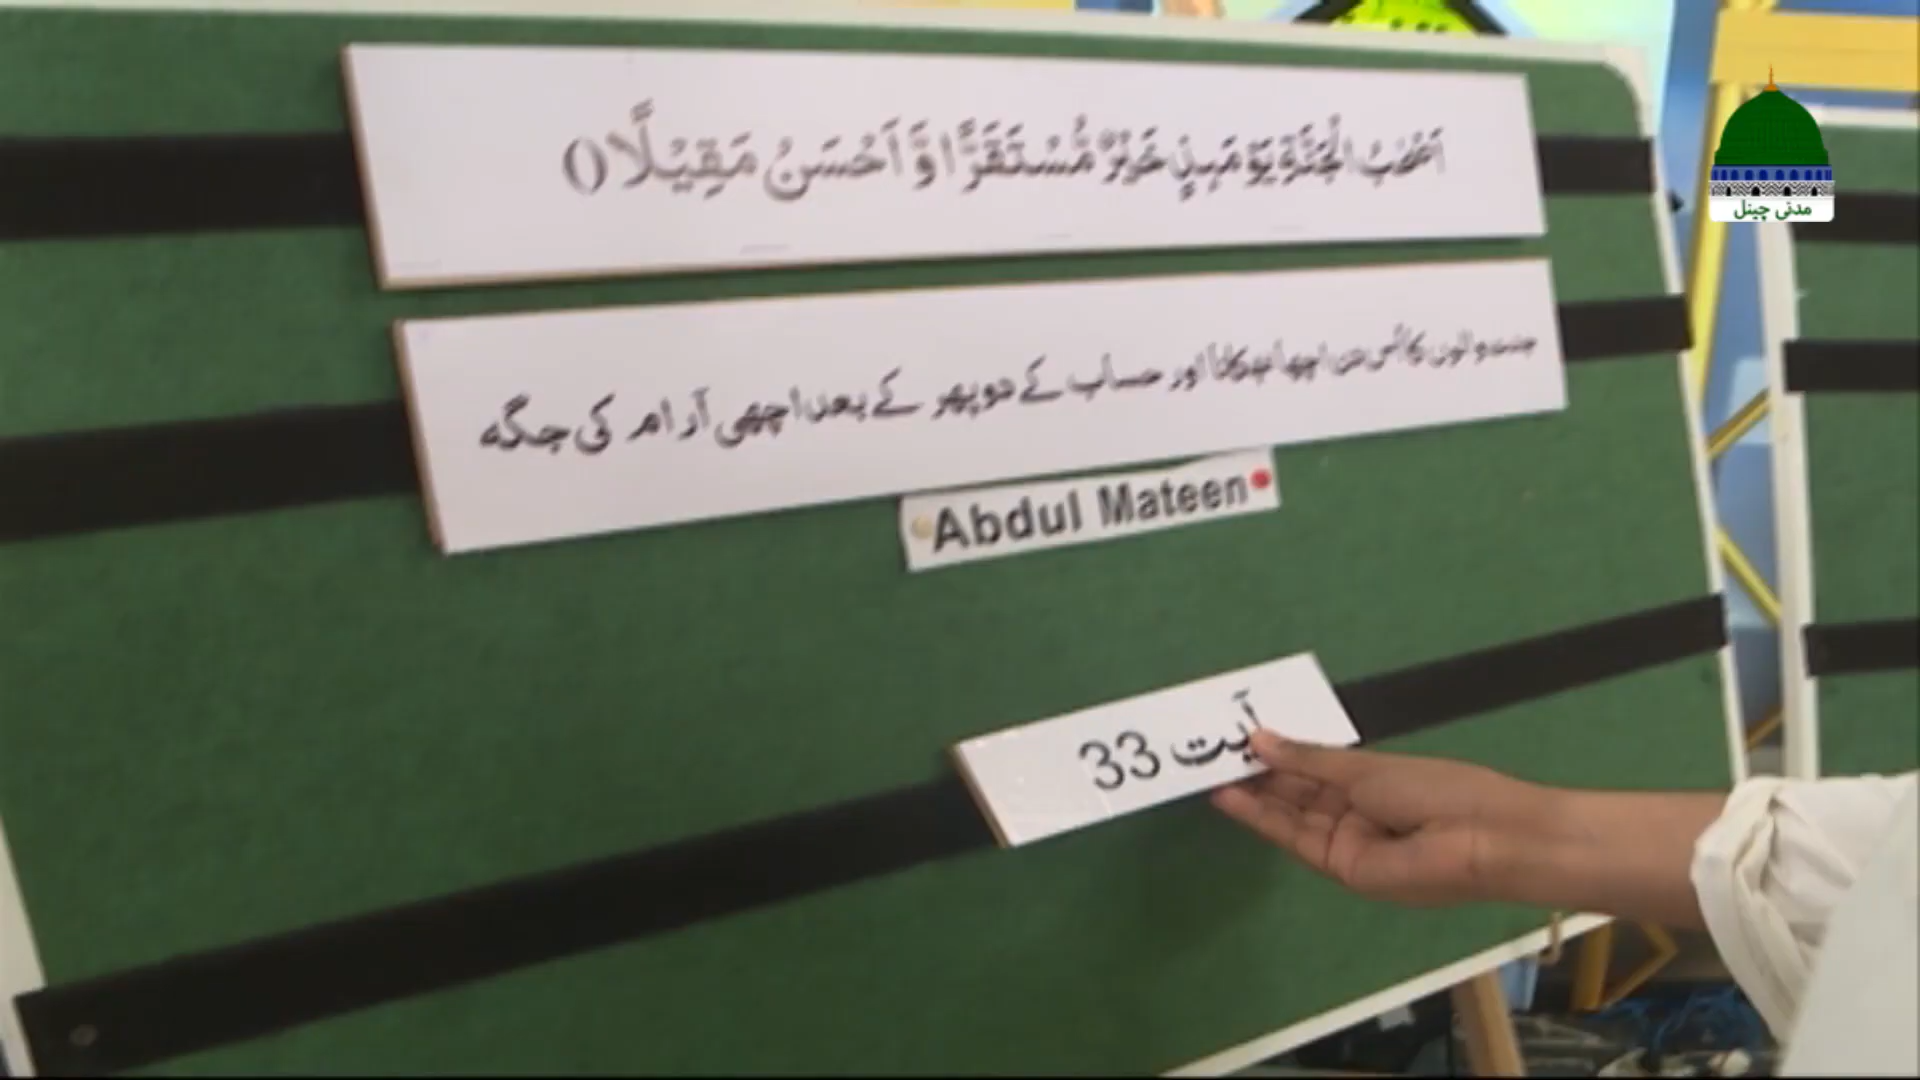 اَصْحٰبُ الْجَنَّةِ یَوْمَىٕذٍ خَیْرٌ مُّسْتَقَرًّا وَّ اَحْسَنُ مَقِیْلًا()
جنت والوں کا اُس دن اچھا ٹھکانا اور حساب کے دوپہر کے بعد اچھی آرام کی جگہ
Abdul Mateen
آیت 33
مدنی چینل